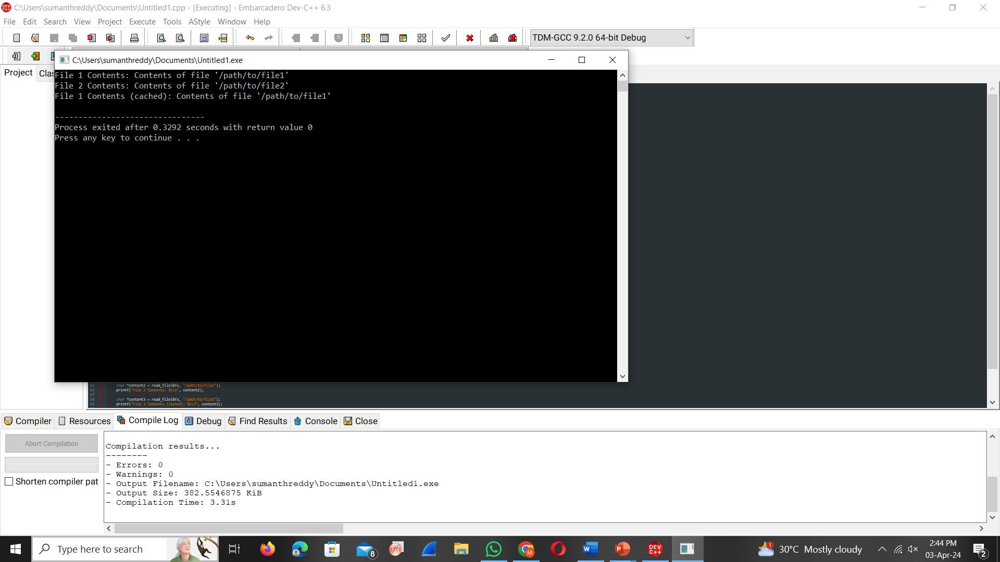 C:\Users\sumanthreddy\Documents\Untitled1.cpp - [Executing] - Embarcadero Dev-C++ 6.3
File Edit Search View Project Execute Tools AStyle Window Help
TDM-GCC 9.2.0 64-bit Debug
C:\Users\sumanthreddy\Documents\Untitled1.exe
Project Clas
File 1 Contents: Contents of file '/path/to/file1'
File 2 Contents: Contents of file '/path/to/file2'
File 1 Contents (cached): Contents of file '/path/to/file1'
--------------------------------
Process exited after 0.3292 seconds with return value 0
Press any key to continue . . .
65 char *content2 = read_file(&fs, "/path/to/file2");
66 printf("File 2 Contents: %s\n", content2);
67
68 char *content3 = read_file(&fs, "/path/to/file1");
69 printf("File 1 Contents (cached): %s\n", content3);
Compiler Resources Compile Log Debug Find Results Console Close
Abort Compilation
Shorten compiler pat
Compilation results...
--------
- Errors: 0
- Warnings: 0
- Output Filename: C:\Users\sumanthreddy\Documents\Untitled1.exe
- Output Size: 382.5546875 KiB
- Compilation Time: 3.31s
Type here to search
8
DEV C++
1
30°C Mostly cloudy
2:44 PM
03-Apr-24
2